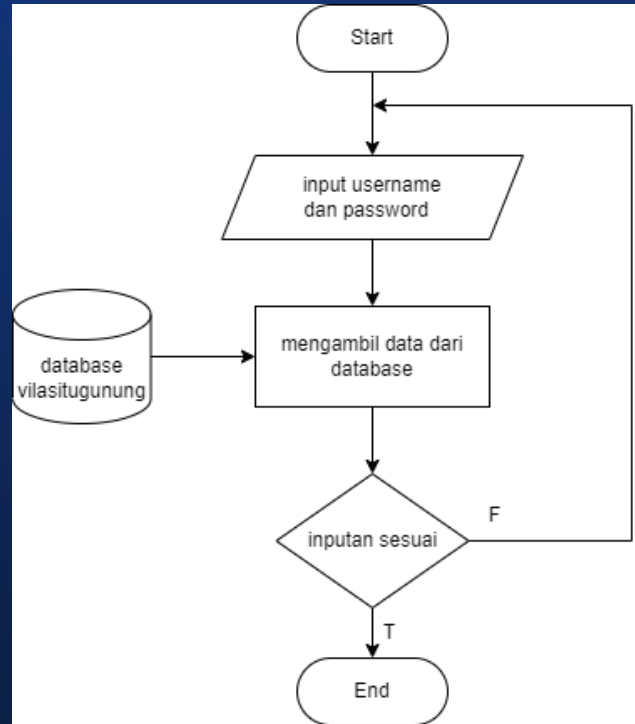 Start
input username
dan password
mengambil data dari
database
database
vilasitugunung
inputan sesuai
F
T
End